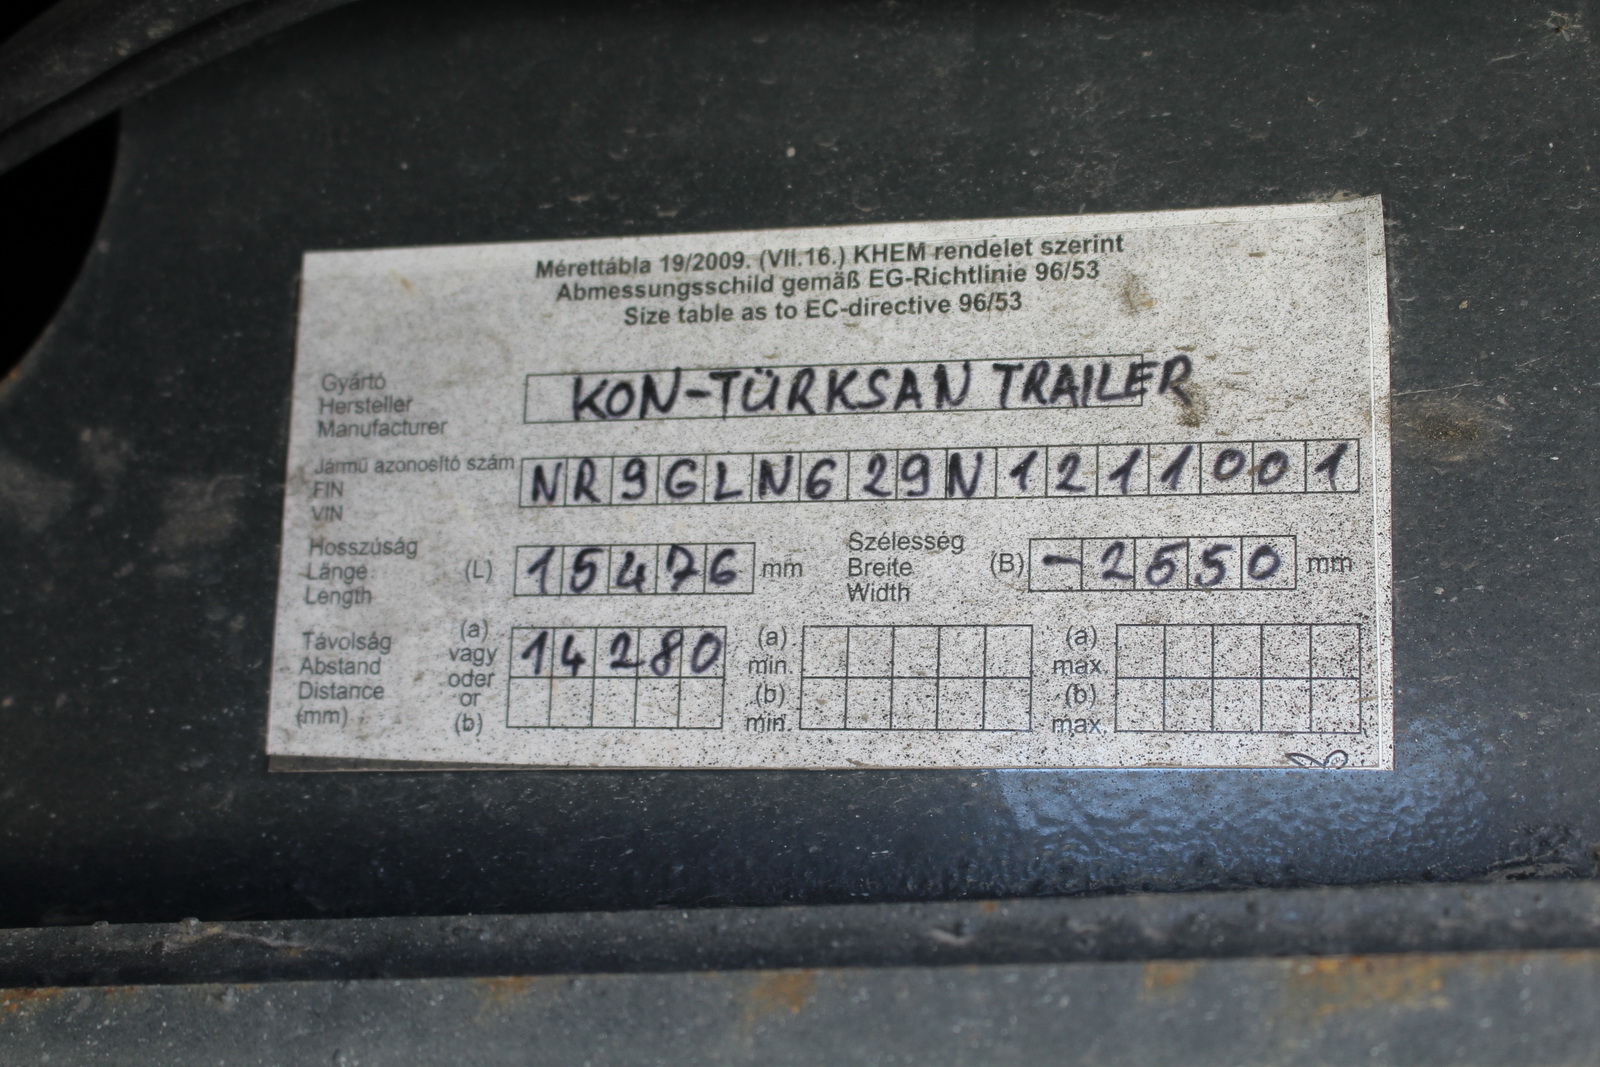 Mérettábla 19/2009. (VII.16.) KHEM rendelet szerint
Abmessungsschild gemäß EG-Richtlinie 96/53
Size table as to EC-directive 96/53
Gyártó
Hersteller
Manufacturer
KON-TÜRKSAN TRAILER
Jármű azonosító szám
FIN
VIN
NR9GLN629N1211001
Hosszúság
Länge
Length
(L) 15476 mm
Szélesség
Breite
Width
(B) -2550 mm
Távolság
Abstand
Distance
(mm)
(a)
vagy
oder
or
(b)
14280
(a)
min.
(b)
min.
(a)
max.
(b)
max.